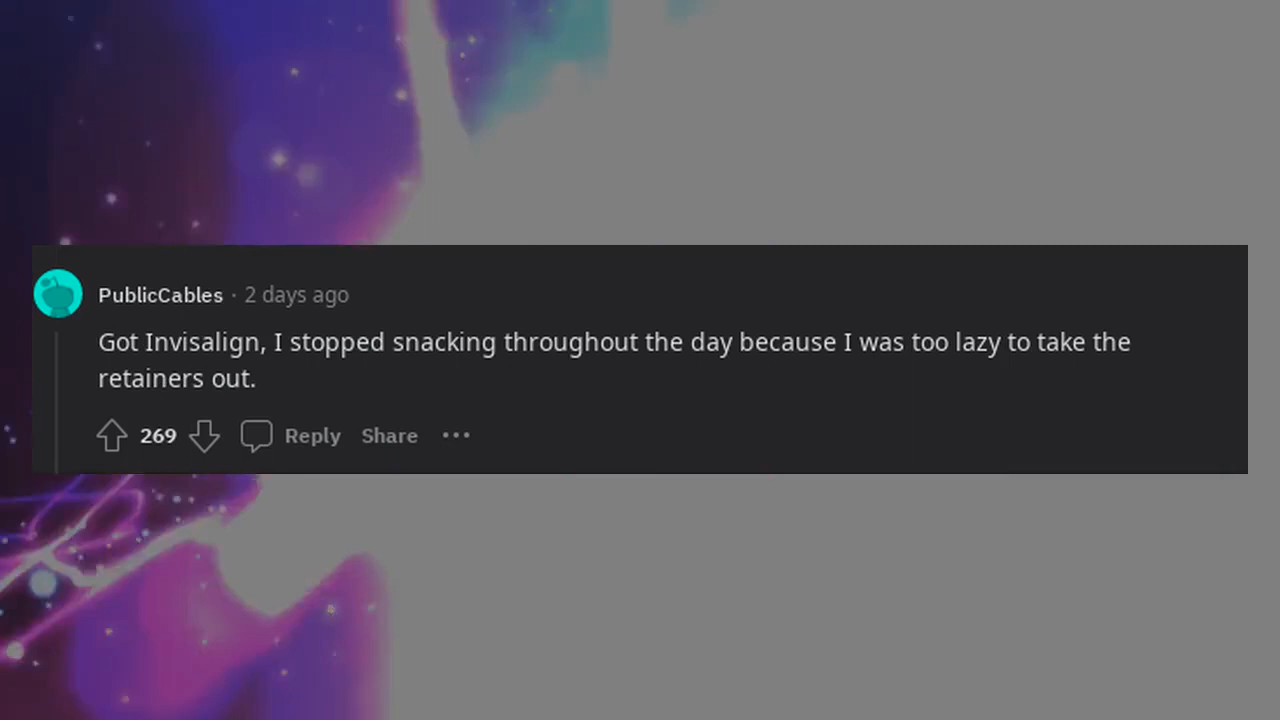 PublicCables · 2 days ago
Got Invisalign, I stopped snacking throughout the day because I was too lazy to take the
retainers out.
269 Reply Share ···